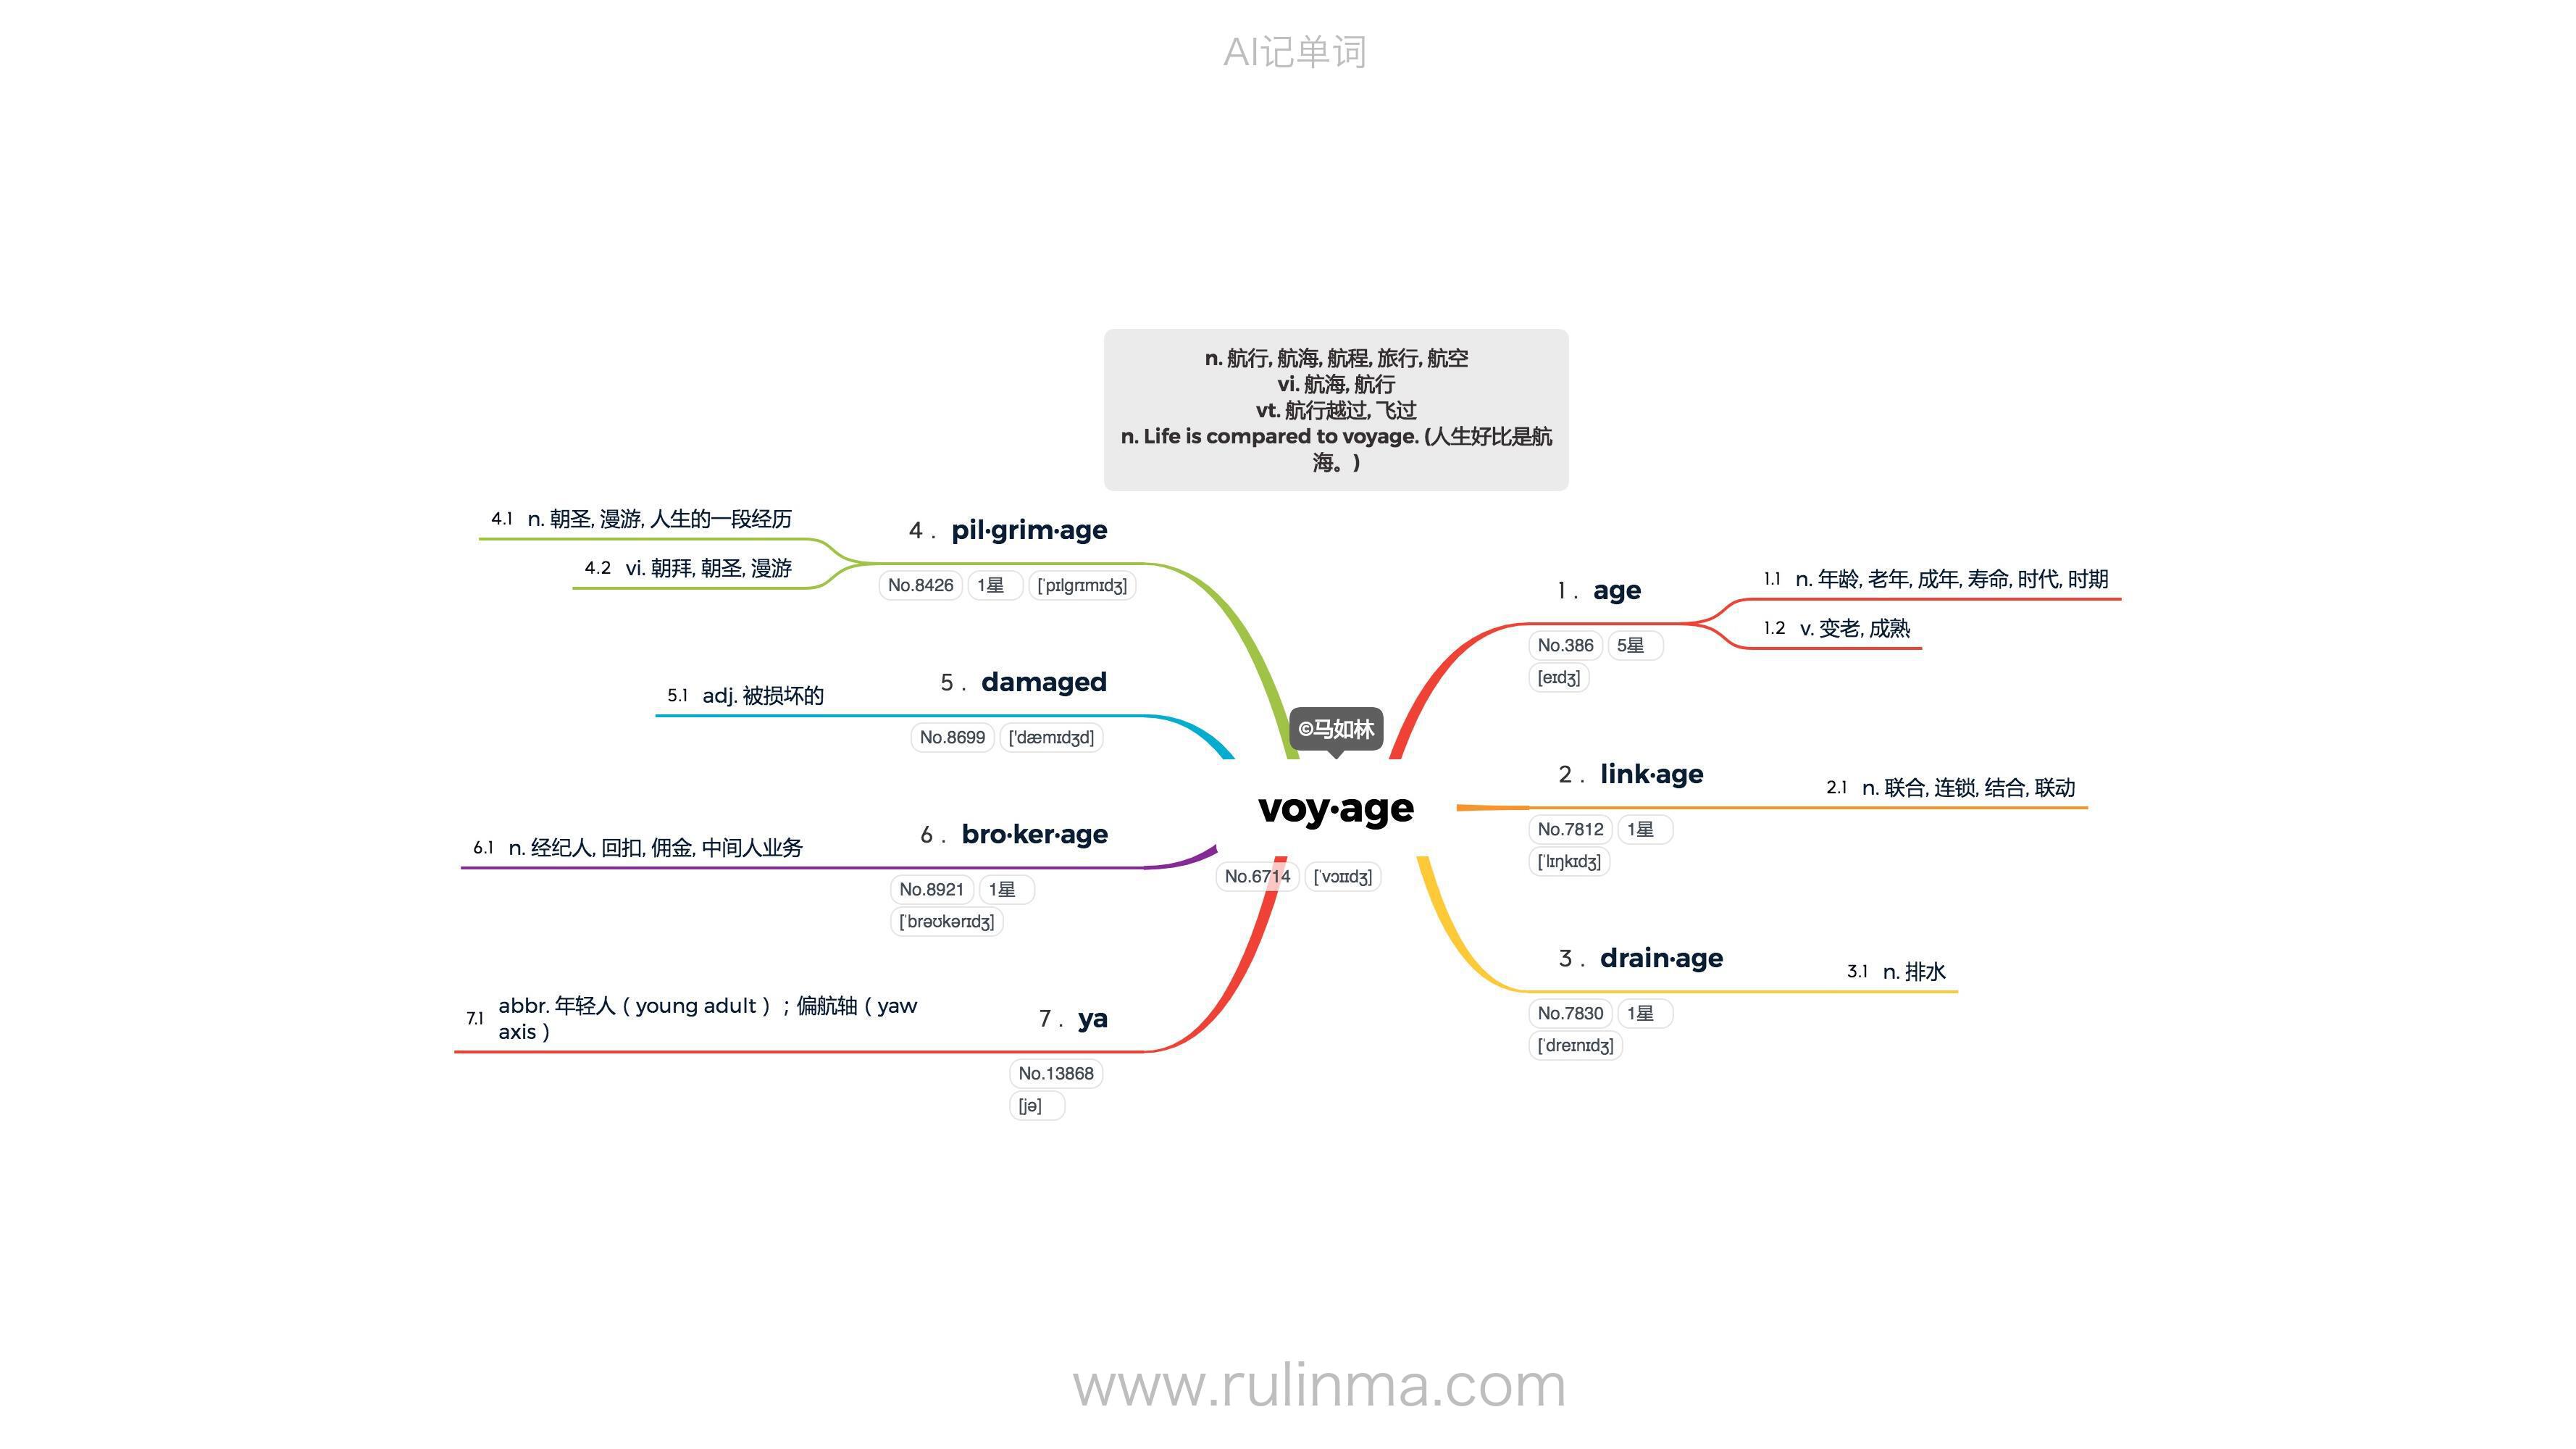 AI记单词
n. 航行, 航海, 航程, 旅行, 航空
vi. 航海, 航行
vt. 航行越过, 飞过
n. Life is compared to voyage. (人生好比是航
海。)
©马如林
voy·age
No.6714 [ˈvɔɪɪdʒ]
1 . age
No.386 5星
[eɪdʒ]
1.1 n. 年龄, 老年, 成年, 寿命, 时代, 时期
1.2 v. 变老, 成熟
2 . link·age
No.7812 1星
[ˈlɪŋkɪdʒ]
2.1 n. 联合, 连锁, 结合, 联动
3 . drain·age
No.7830 1星
[ˈdreɪnɪdʒ]
3.1 n. 排水
4 . pil·grim·age
No.8426 1星 [ˈpɪlgrɪmɪdʒ]
4.1 n. 朝圣, 漫游, 人生的一段经历
4.2 vi. 朝拜, 朝圣, 漫游
5 . damaged
No.8699 ['dæmɪdʒd]
5.1 adj. 被损坏的
6 . bro·ker·age
No.8921 1星
[ˈbrəʊkərɪdʒ]
6.1 n. 经纪人, 回扣, 佣金, 中间人业务
7 . ya
No.13868
[jə]
7.1 abbr. 年轻人（young adult）；偏航轴（yaw
axis）
www.rulinma.com